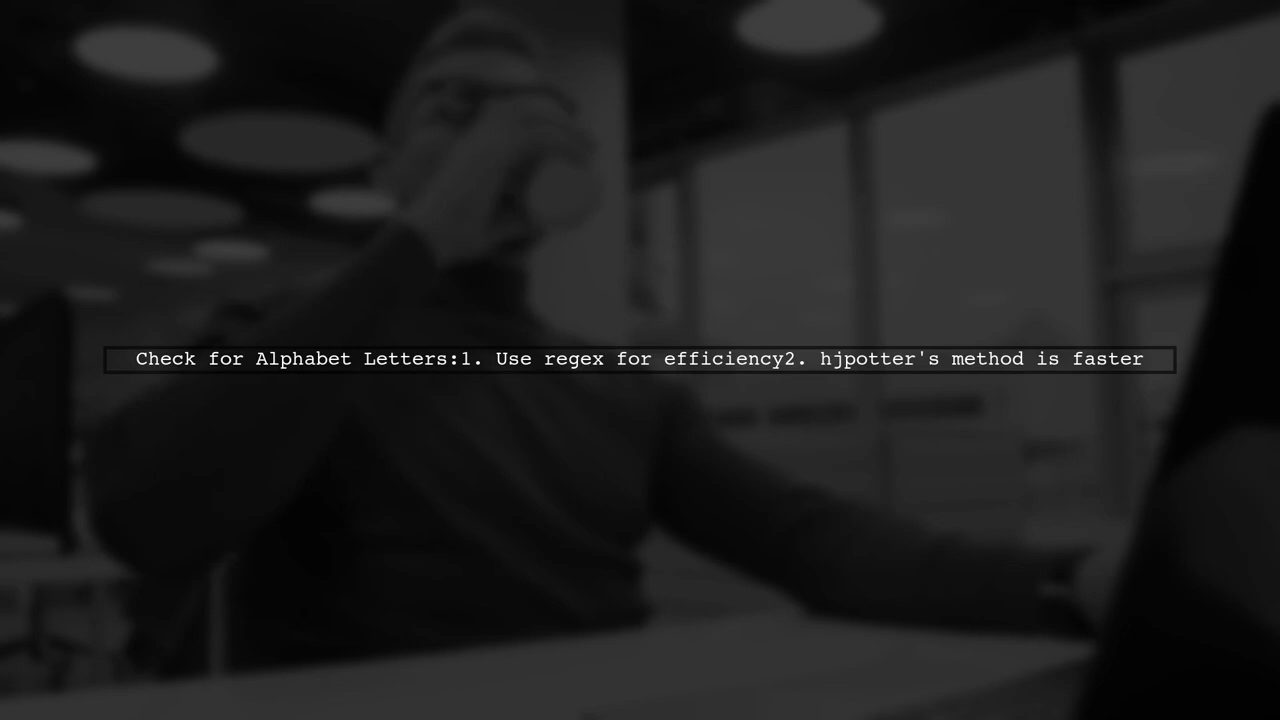 Check for Alphabet Letters:1. Use regex for efficiency2. hjpotter's method is faster